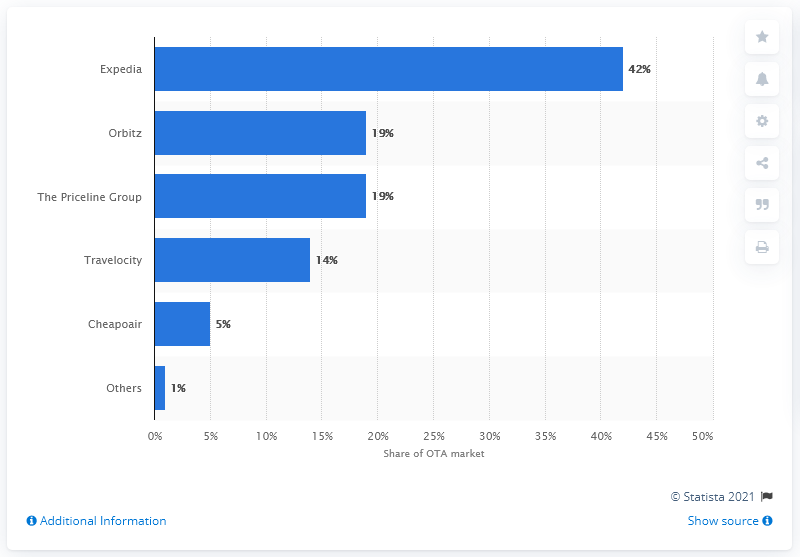 Expedia 42%
Orbitz 19%
The Priceline Group 19%
Travelocity 14%
Cheapoair 5%
Others 1%
0% 5% 10% 15% 20% 25% 30% 35% 40% 45% 50%
Share of OTA market
© Statista 2021
Additional Information Show source